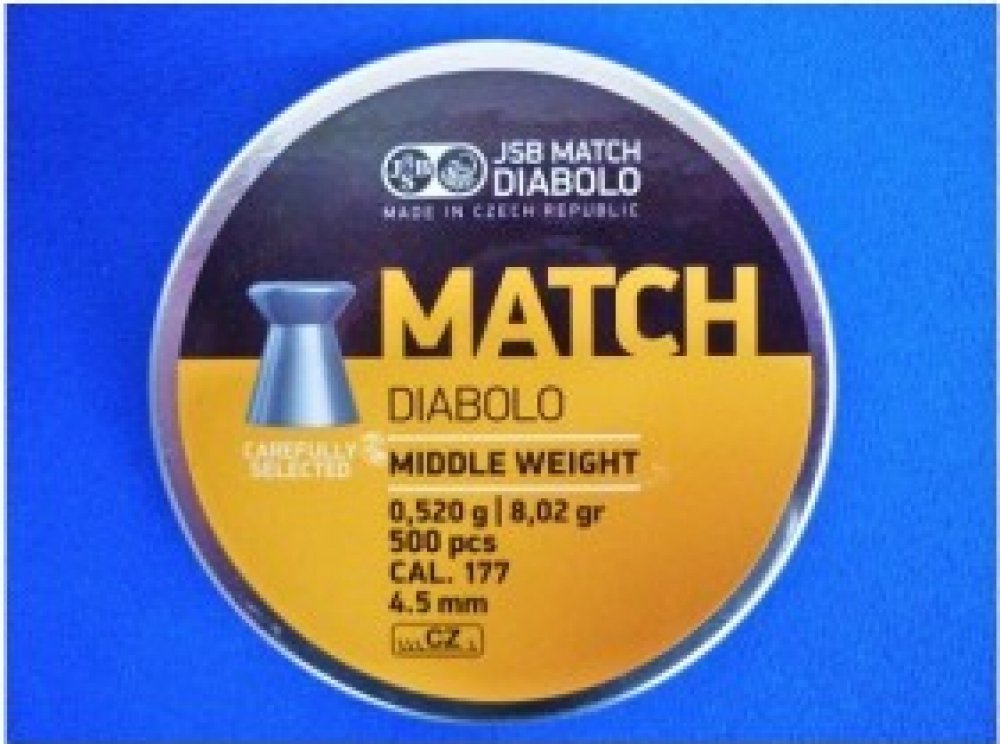 JSB
JSB MATCH
DIABOLO
MADE IN CZECH REPUBLIC
MATCH
DIABOLO
CAREFULLY
SELECTED
MIDDLE WEIGHT
0,520 g | 8,02 gr
500 pcs
CAL. 177
4.5 mm
CZ